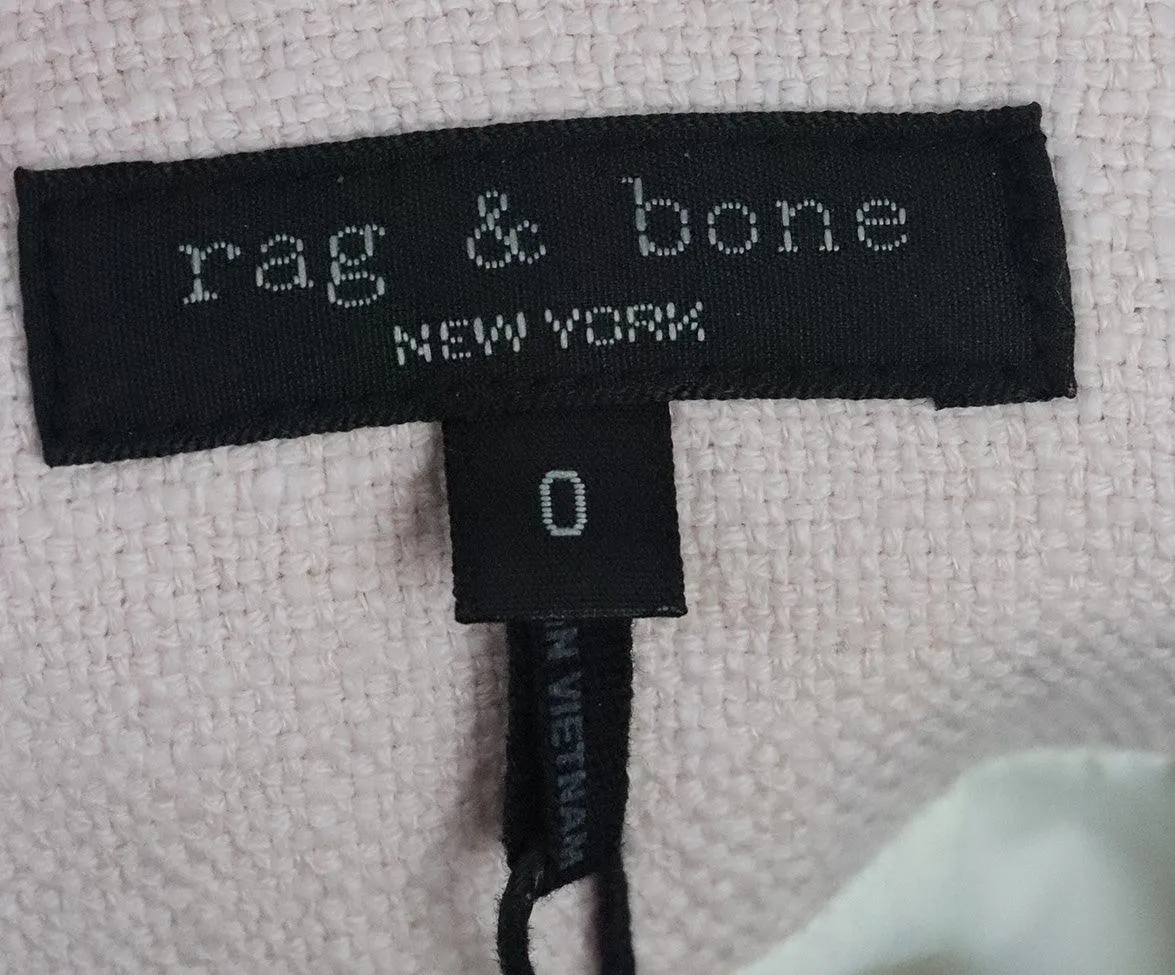 rag & bone
NEW YORK
0
N VIETNAM